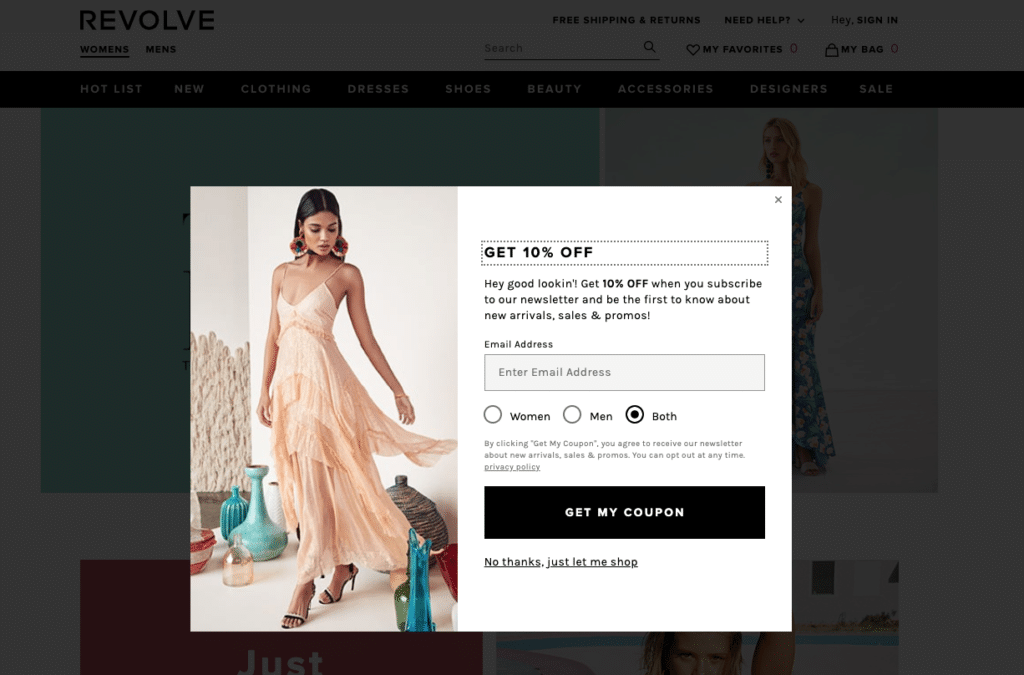 REVOLVE
FREE SHIPPING & RETURNS NEED HELP? Hey, SIGN IN
WOMENS MENS
Search
MY FAVORITES 0 MY BAG 0
HOT LIST NEW CLOTHING DRESSES SHOES BEAUTY ACCESSORIES DESIGNERS SALE
×
GET 10% OFF
Hey good lookin'! Get 10% OFF when you subscribe
to our newsletter and be the first to know about
new arrivals, sales & promos!
Email Address
Enter Email Address
Women Men Both
By clicking "Get My Coupon", you agree to receive our newsletter
about new arrivals, sales & promos. You can opt out at any time.
privacy policy
GET MY COUPON
No thanks, just let me shop
Just